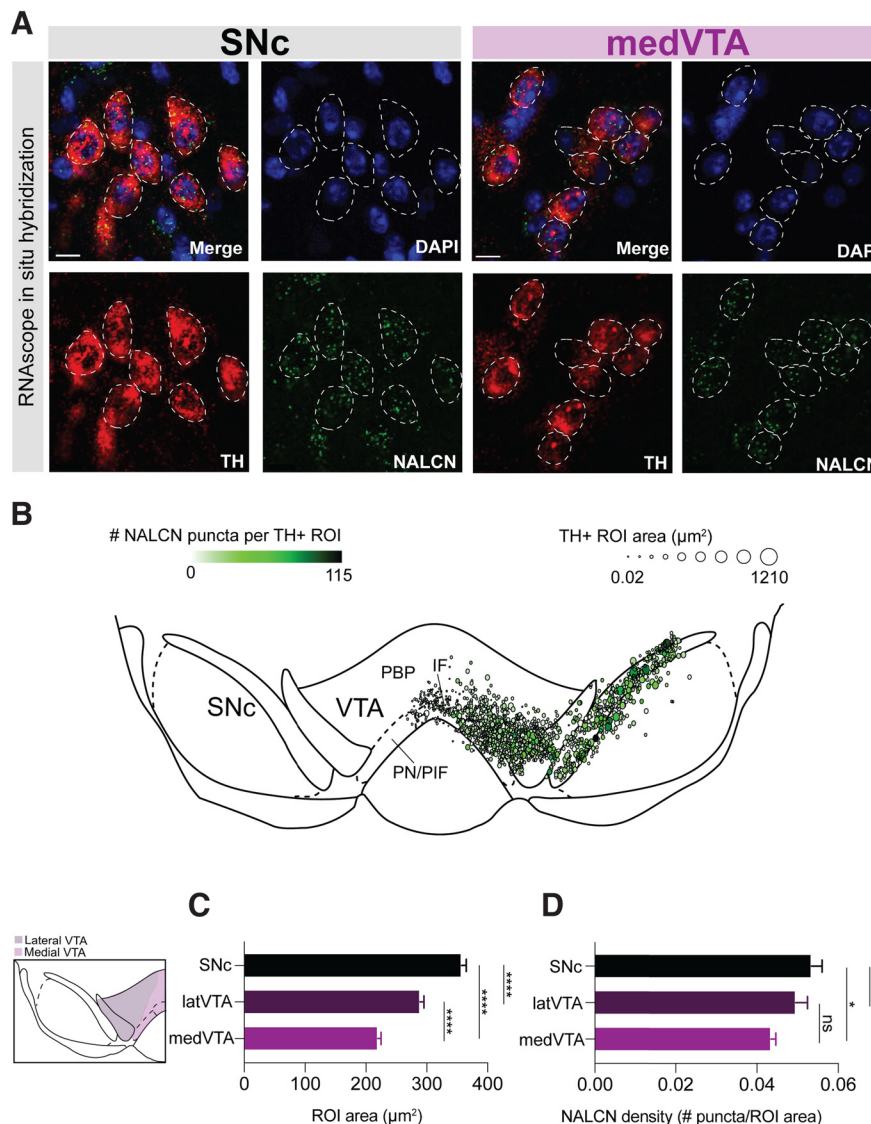 A
SNc
medVTA
RNAscope in situ hybridization
Merge
DAPI
Merge
DAP
TH
NALCN
TH
NALCN
B
# NALCN puncta per TH+ ROI
0
115
TH+ ROI area (µm²)
0.02
1210
PBP
IF
SNc
VTA
PN/PIF
Lateral VTA
Medial VTA
C
SNc
latVTA
medVTA
****
****
****
0
100
200
300
400
ROI area (µm²)
D
SNc
latVTA
medVTA
ns
*
0.00
0.02
0.04
0.06
NALCN density (# puncta/ROI area)